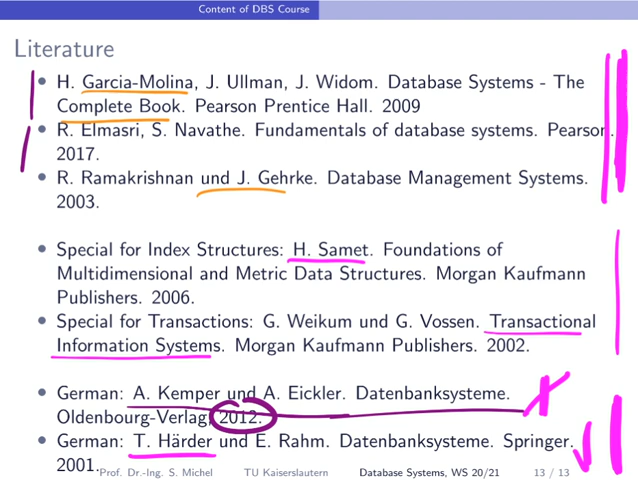 Content of DBS Course
Literature
• H. Garcia-Molina, J. Ullman, J. Widom. Database Systems - The
Complete Book. Pearson Prentice Hall. 2009
• R. Elmasri, S. Navathe. Fundamentals of database systems. Pearson.
2017.
• R. Ramakrishnan und J. Gehrke. Database Management Systems.
2003.
• Special for Index Structures: H. Samet. Foundations of
Multidimensional and Metric Data Structures. Morgan Kaufmann
Publishers. 2006.
• Special for Transactions: G. Weikum und G. Vossen. Transactional
Information Systems. Morgan Kaufmann Publishers. 2002.
• German: A. Kemper und A. Eickler. Datenbanksysteme.
Oldenbourg-Verlag, 2012.
• German: T. Härder und E. Rahm. Datenbanksysteme. Springer.
2001.
Prof. Dr.-Ing. S. Michel TU Kaiserslautern Database Systems, WS 20/21 13 / 13